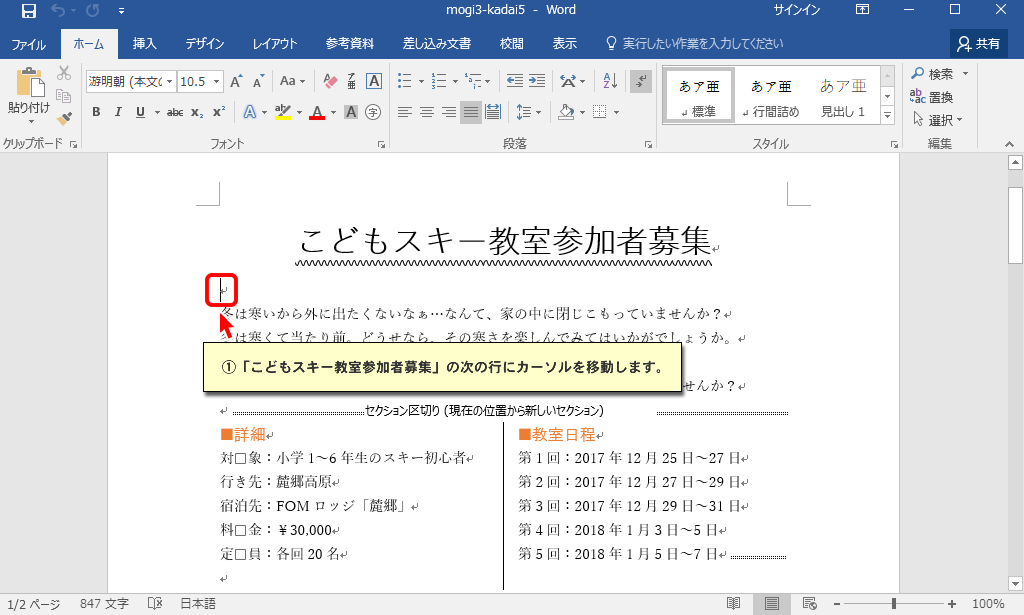 mogi3-kadai5 - Word
サインイン
ファイル ホーム 挿入 デザイン レイアウト 参考資料 差し込み文書 校閲 表示 実行したい作業を入力してください 共有
貼り付け
游明朝 (本文の 10.5
Aa
B I U abc x₂ x²
A A 字
あア亜 あア亜 あア亜
↲標準 ↲行間詰め 見出し 1
検索
置換
選択
クリップボード フォント 段落 スタイル 編集
こどもスキー教室参加者募集
冬は寒いから外に出たくないなぁ…なんて、家の中に閉じこもっていませんか？
は寒くて当たり前。どうせなら、その寒さを楽しんでみてはいかがでしょうか。
①「こどもスキー教室参加者募集」の次の行にカーソルを移動します。
せんか？
セクション区切り (現在の位置から新しいセクション)
■詳細
対□象：小学 1～6 年生のスキー初心者
行き先：麓郷高原
宿泊先：FOM ロッジ「麓郷」
料□金：￥30,000
定□員：各回 20 名
■教室日程
第 1 回：2017 年 12 月 25 日～27 日
第 2 回：2017 年 12 月 27 日～29 日
第 3 回：2017 年 12 月 29 日～31 日
第 4 回：2018 年 1 月 3 日～5 日
第 5 回：2018 年 1 月 5 日～7 日
1/2 ページ 847 文字 日本語 100%